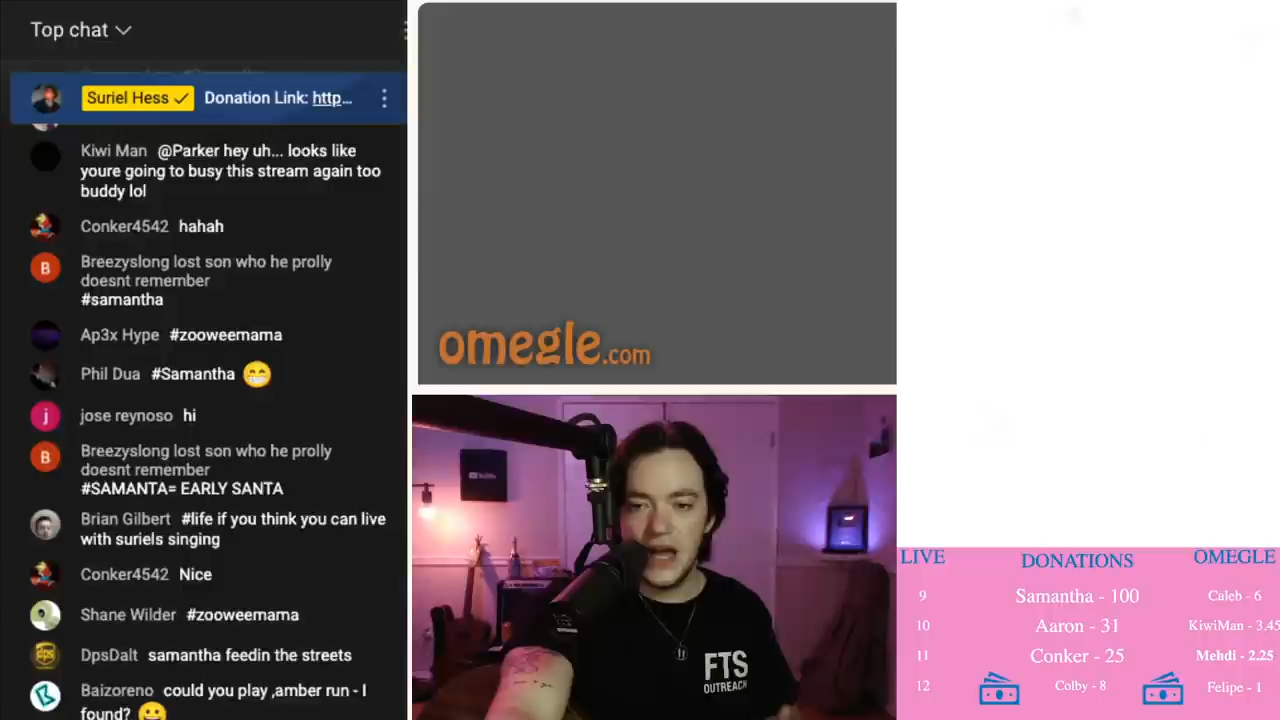 Top chat
Suriel Hess Donation Link: http...
Kiwi Man @Parker hey uh... looks like
youre going to busy this stream again too
buddy lol
Conker4542 hahah
B
Breezyslong lost son who he prolly
doesnt remember
#samantha
Ap3x Hype #zooweemama
Phil Dua #Samantha 😁
j
jose reynoso hi
B
Breezyslong lost son who he prolly
doesnt remember
#SAMANTA= EARLY SANTA
Brian Gilbert #life if you think you can live
with suriels singing
Conker4542 Nice
Shane Wilder #zooweemama
DpsDalt samantha feedin the streets
Baizoreno could you play ,amber run - I
found? 😀
omegle.com
YouTube
FTS
OUTREACH
LIVE DONATIONS OMEGLE
9 Samantha - 100 Caleb - 6
10 Aaron - 31 KiwiMan - 3.45
11 Conker - 25 Mehdi - 2.25
12 Colby - 8 Felipe - 1